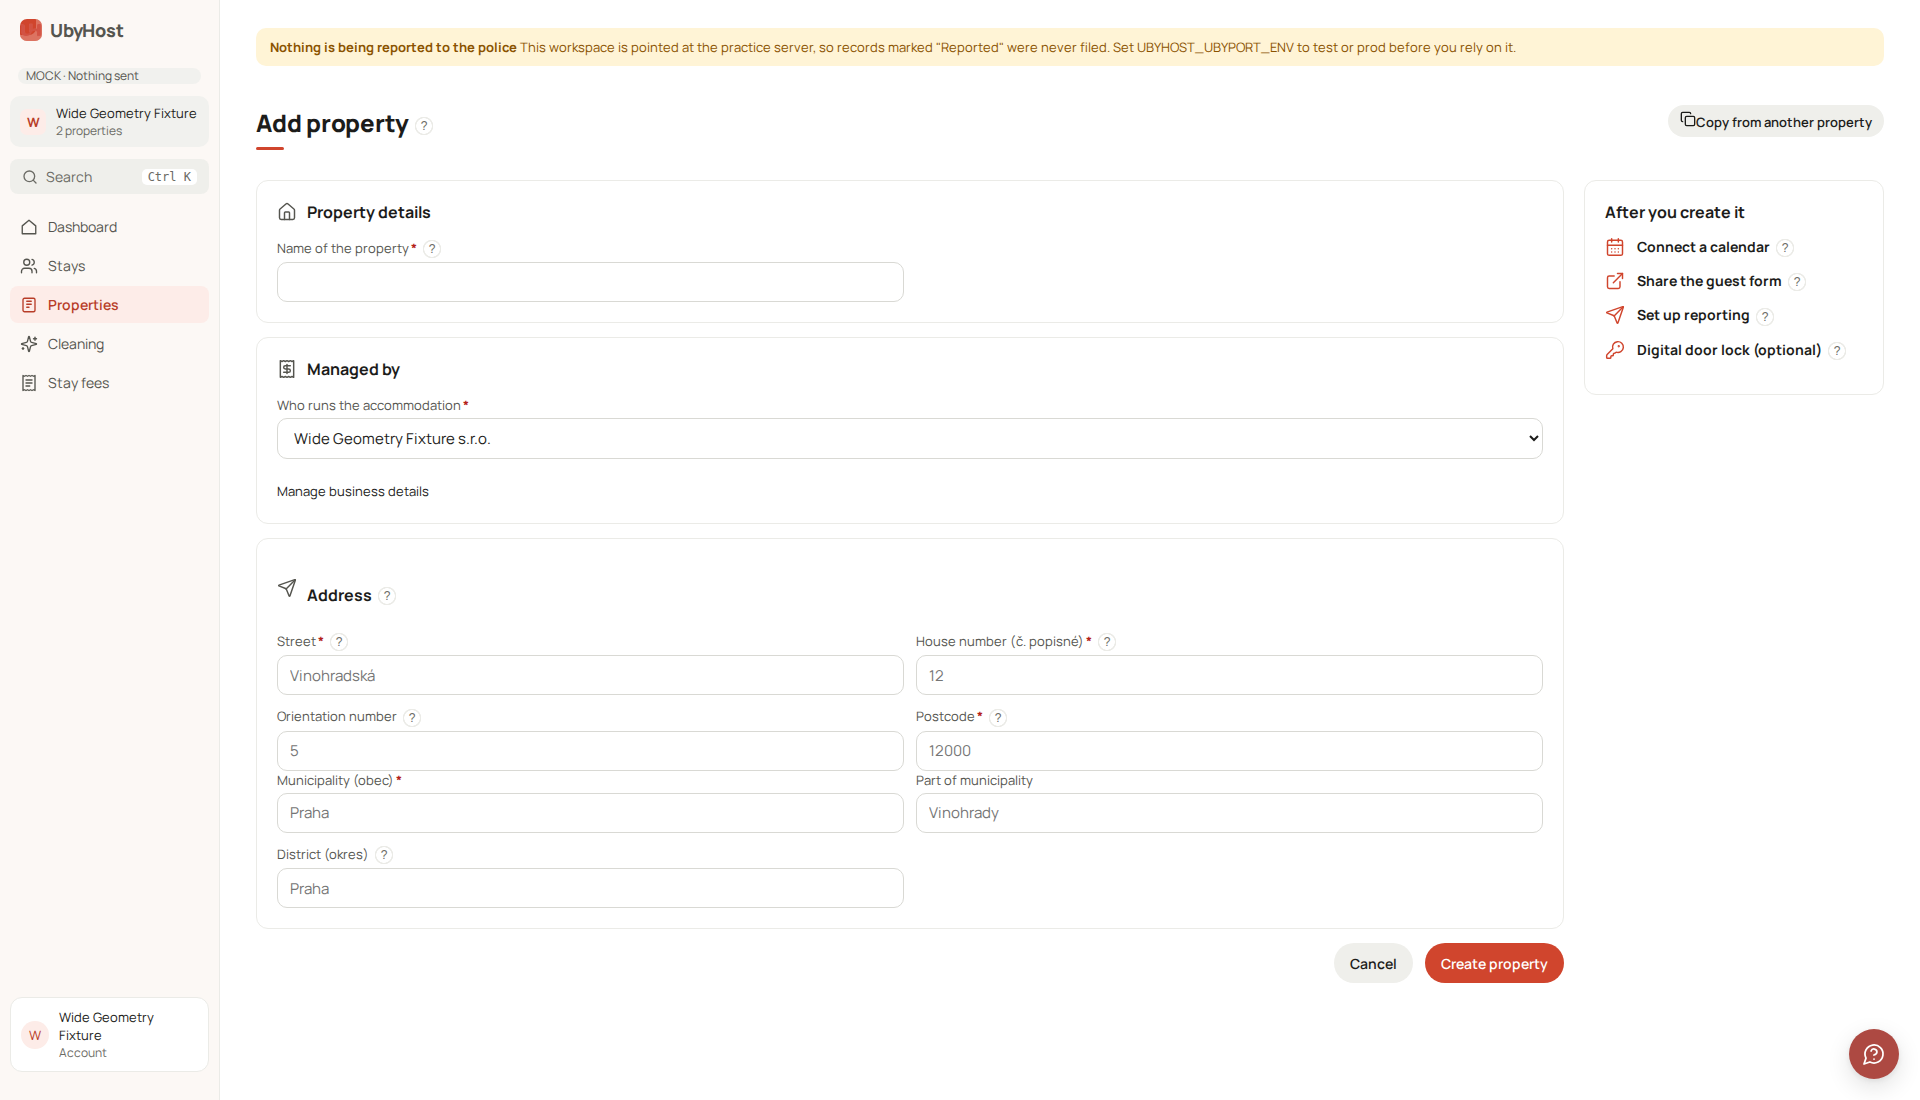 UbyHost
MOCK · Nothing sent
W
Wide Geometry Fixture
2 properties
Search
Ctrl K
Dashboard
Stays
Properties
Cleaning
Stay fees
W
Wide Geometry
Fixture
Account
Nothing is being reported to the police This workspace is pointed at the practice server, so records marked "Reported" were never filed. Set UBYHOST_UBYPORT_ENV to test or prod before you rely on it.
Add property ?
Copy from another property
Property details
Name of the property * ?
Managed by
Who runs the accommodation *
Wide Geometry Fixture s.r.o.
Manage business details
Address ?
Street * ?
Vinohradská
House number (č. popisné) * ?
12
Orientation number ?
5
Postcode * ?
12000
Municipality (obec) *
Praha
Part of municipality
Vinohrady
District (okres) ?
Praha
Cancel
Create property
After you create it
Connect a calendar ?
Share the guest form ?
Set up reporting ?
Digital door lock (optional) ?